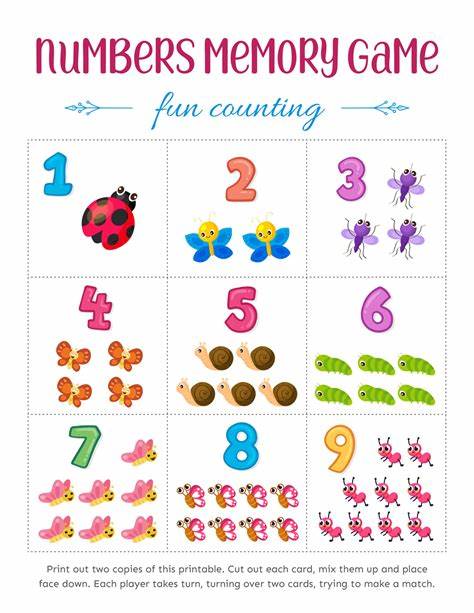 NUMBERS MEMORY GAME
fun counting
1 2 3
4 5 6
7 8 9
Print out two copies of this printable. Cut out each card, mix them up and place
face down. Each player takes turn, turning over two cards, trying to make a match.